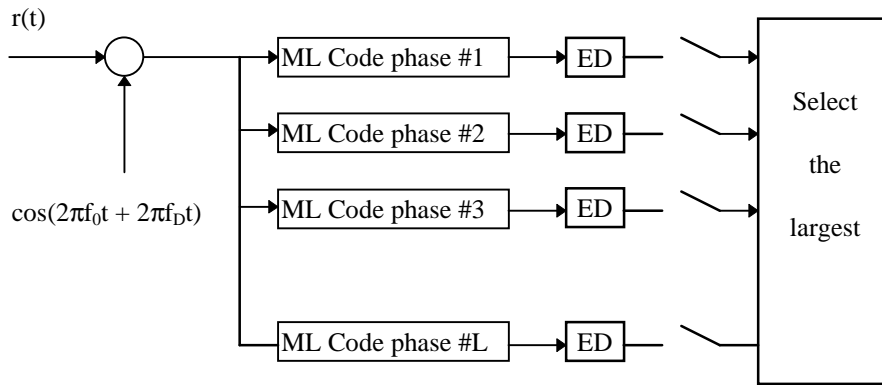 r(t)
ML Code phase #1
ED
ML Code phase #2
ED
Select
the
largest
ML Code phase #3
ED
cos(2πf₀t + 2πf_Dt)
ML Code phase #L
ED